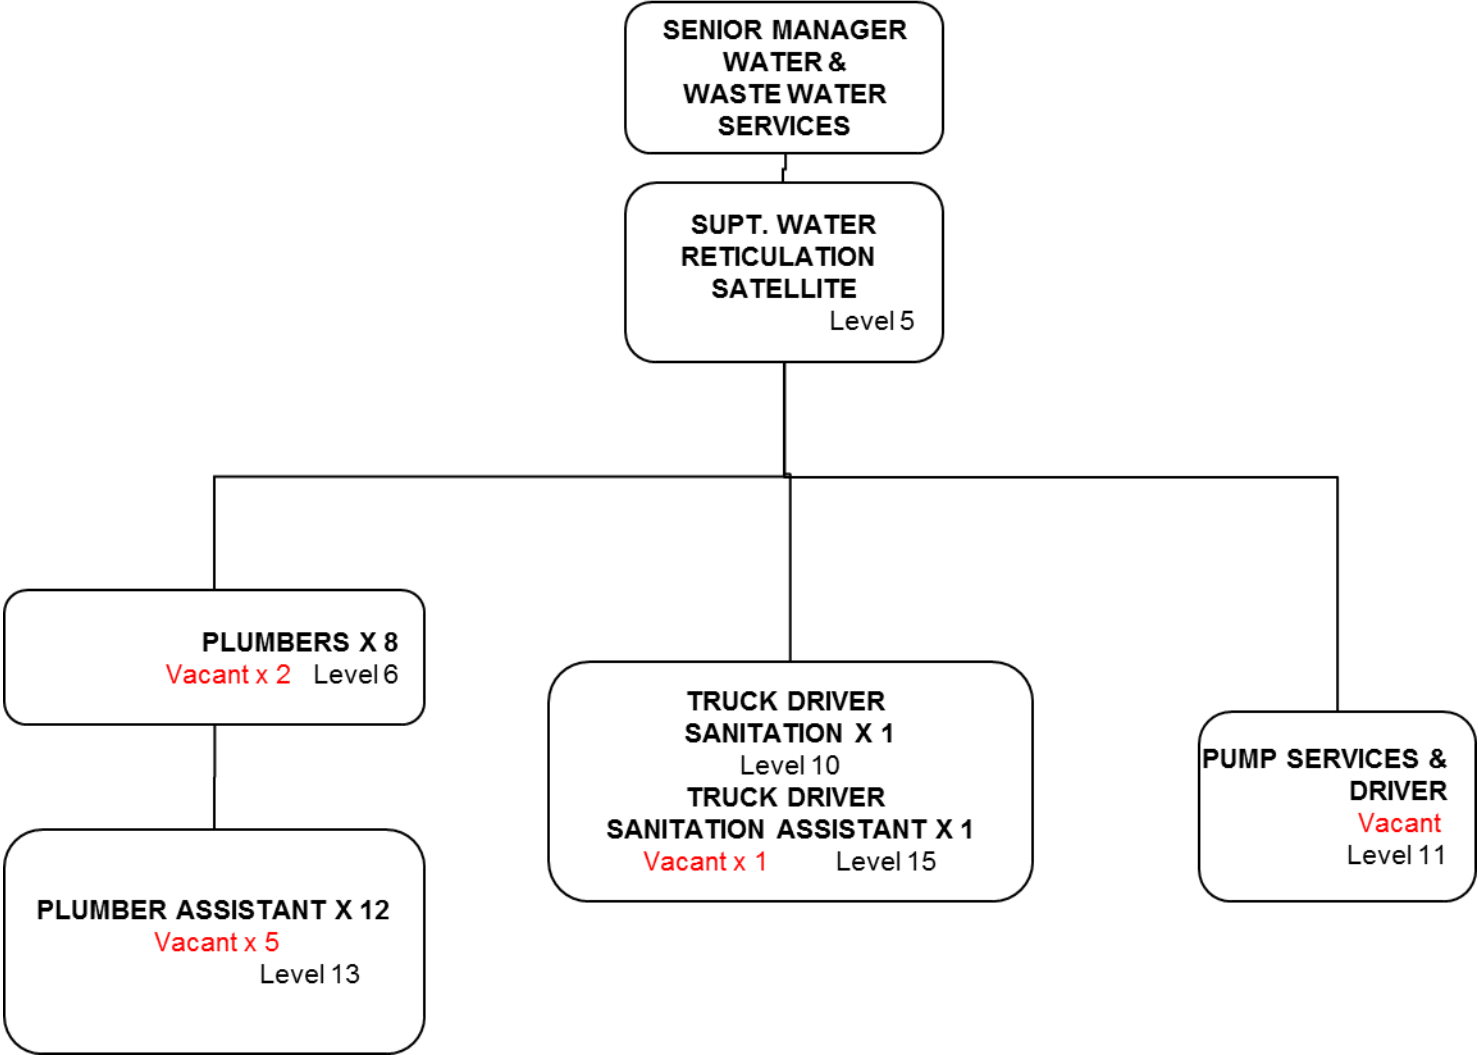 SENIOR MANAGER
WATER &
WASTE WATER
SERVICES
SUPT. WATER
RETICULATION
SATELLITE
Level 5
PLUMBERS X 8
Vacant x 2 Level 6
PLUMBER ASSISTANT X 12
Vacant x 5
Level 13
TRUCK DRIVER
SANITATION X 1
Level 10
TRUCK DRIVER
SANITATION ASSISTANT X 1
Vacant x 1 Level 15
PUMP SERVICES &
DRIVER
Vacant
Level 11